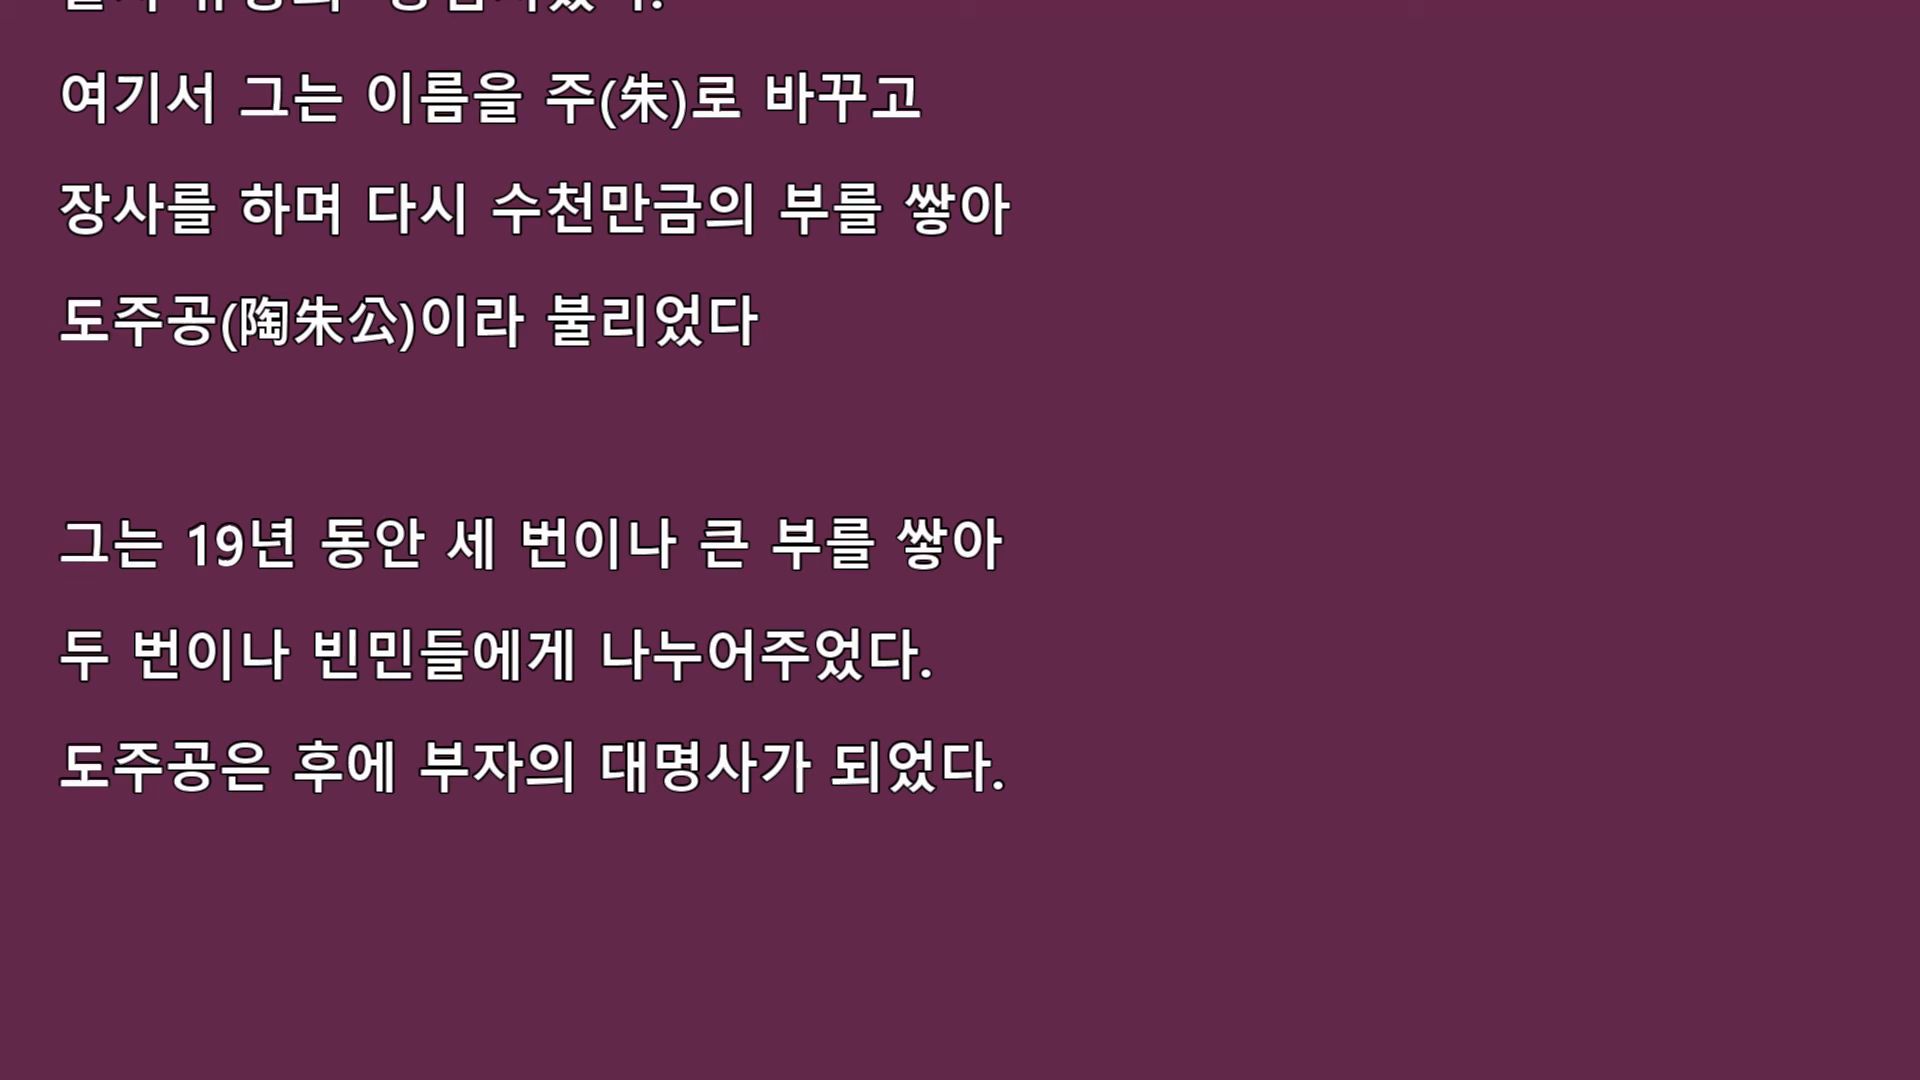 여기서 그는 이름을 주(朱)로 바꾸고
장사를 하며 다시 수천만금의 부를 쌓아
도주공(陶朱公)이라 불리었다
그는 19년 동안 세 번이나 큰 부를 쌓아
두 번이나 빈민들에게 나누어주었다.
도주공은 후에 부자의 대명사가 되었다.